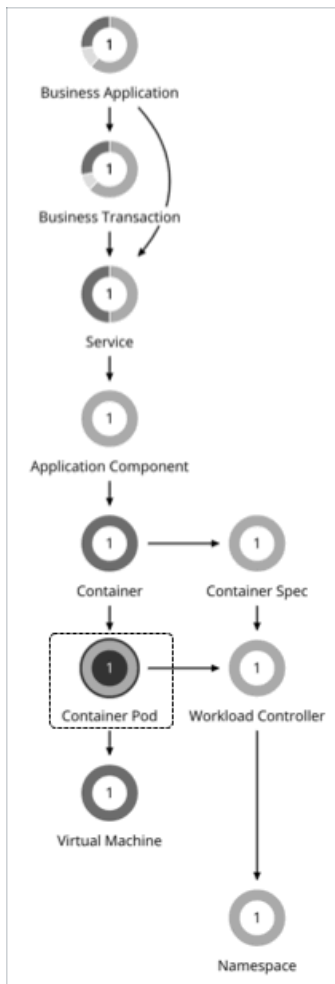 1
Business Application
1
Business Transaction
1
Service
1
Application Component
1
Container
1
Container Spec
1
Container Pod
1
Workload Controller
1
Virtual Machine
1
Namespace